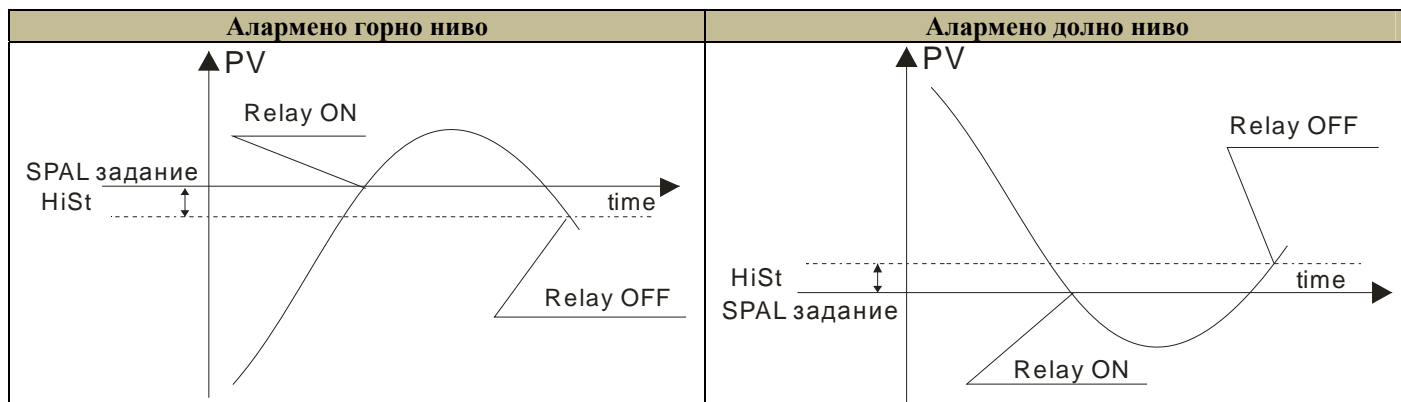 Алармено горно ниво
PV
Relay ON
SPAL задание
HiSt
time
Relay OFF
Алармено долно ниво
PV
Relay OFF
HiSt
time
SPAL задание
Relay ON